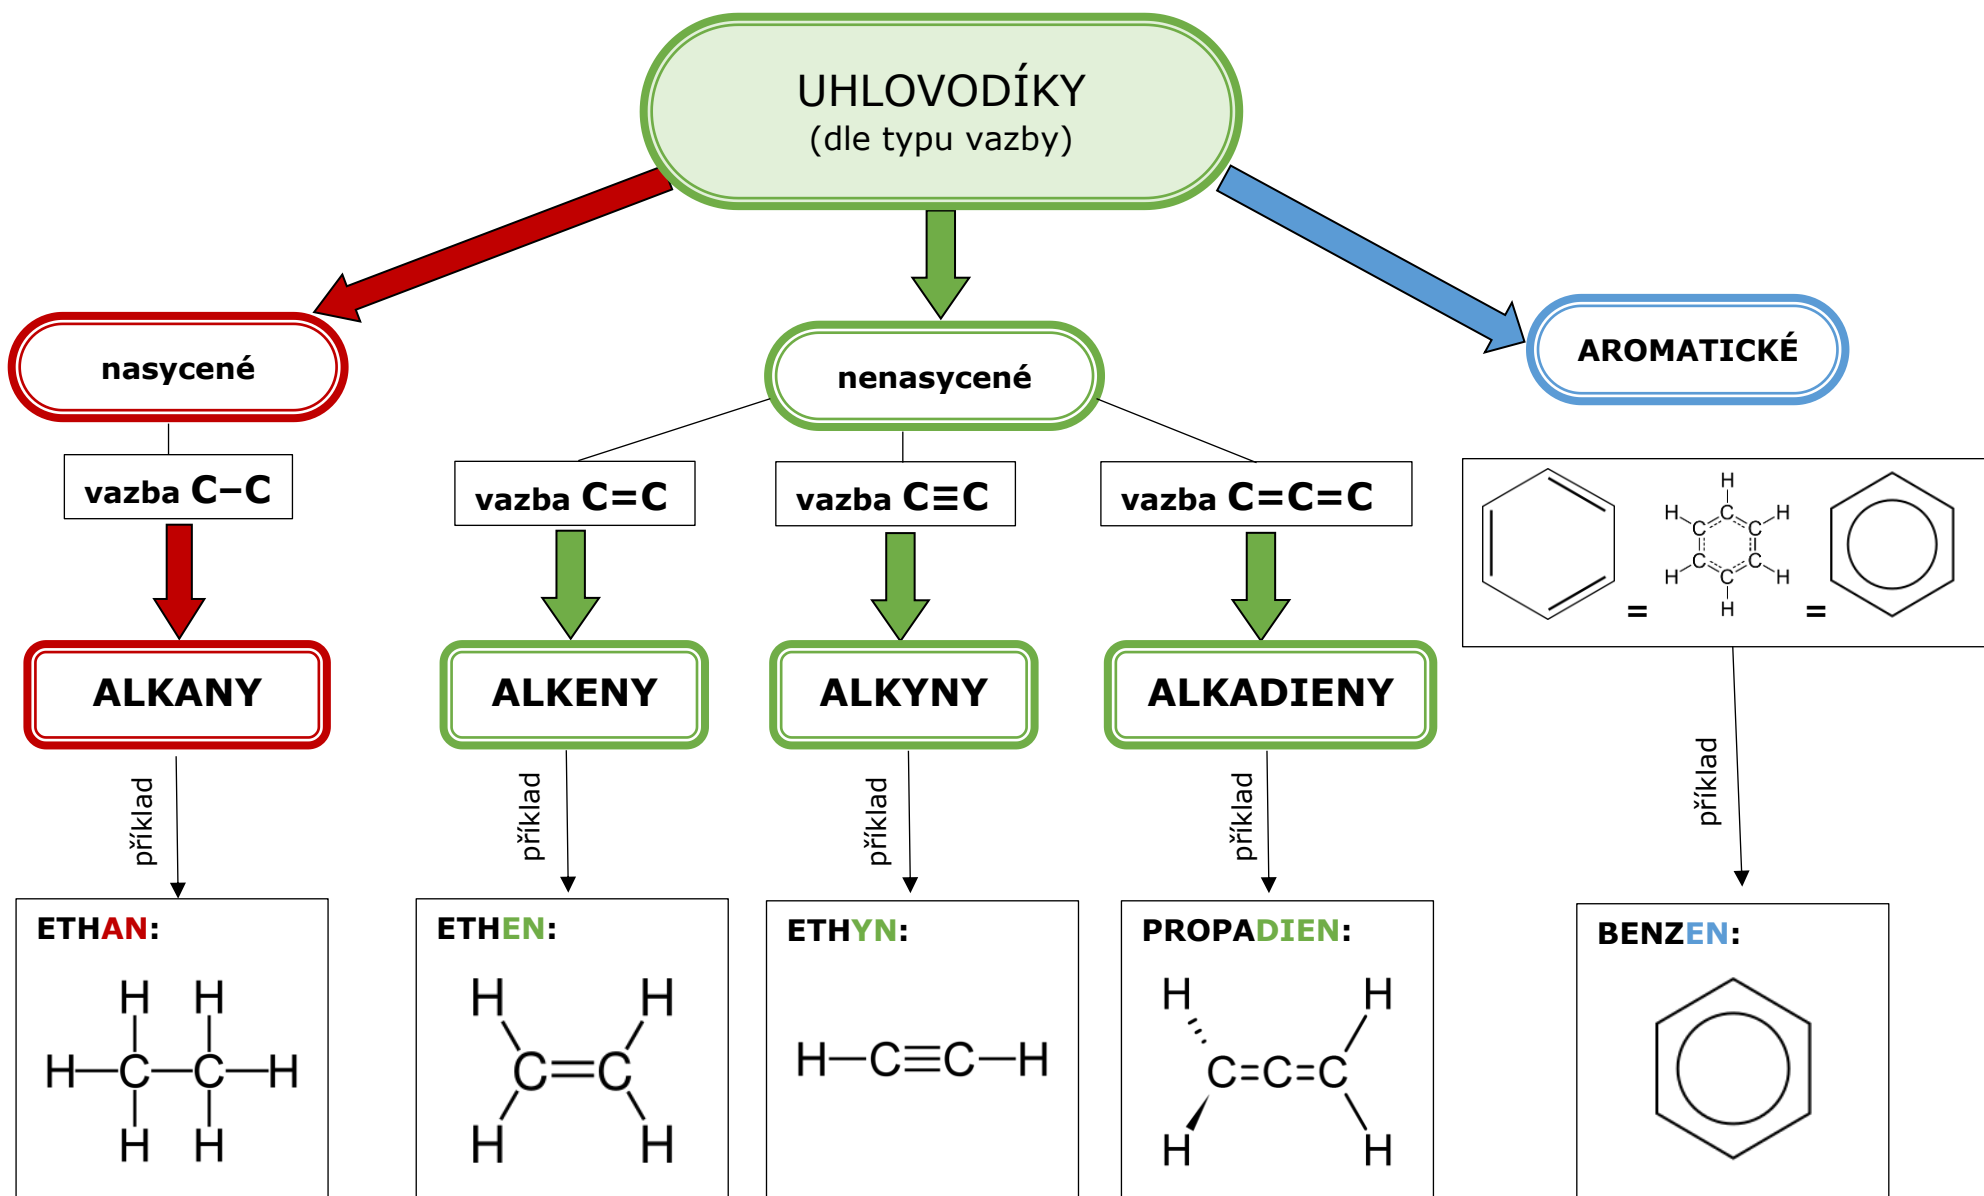 UHLOVODÍKY
(dle typu vazby)
nasycené
nenasycené
AROMATICKÉ
vazba C–C
vazba C=C
vazba C≡C
vazba C=C=C
H
H C H
C C
C C
H C H
H
= =
ALKANY
ALKENY
ALKYNY
ALKADIENY
příklad
příklad
příklad
příklad
příklad
ETHAN:
H H
H–C–C–H
H H
ETHEN:
H H
C=C
H H
ETHYN:
H–C≡C–H
PROPADIEN:
H H
C=C=C
H H
BENZEN: